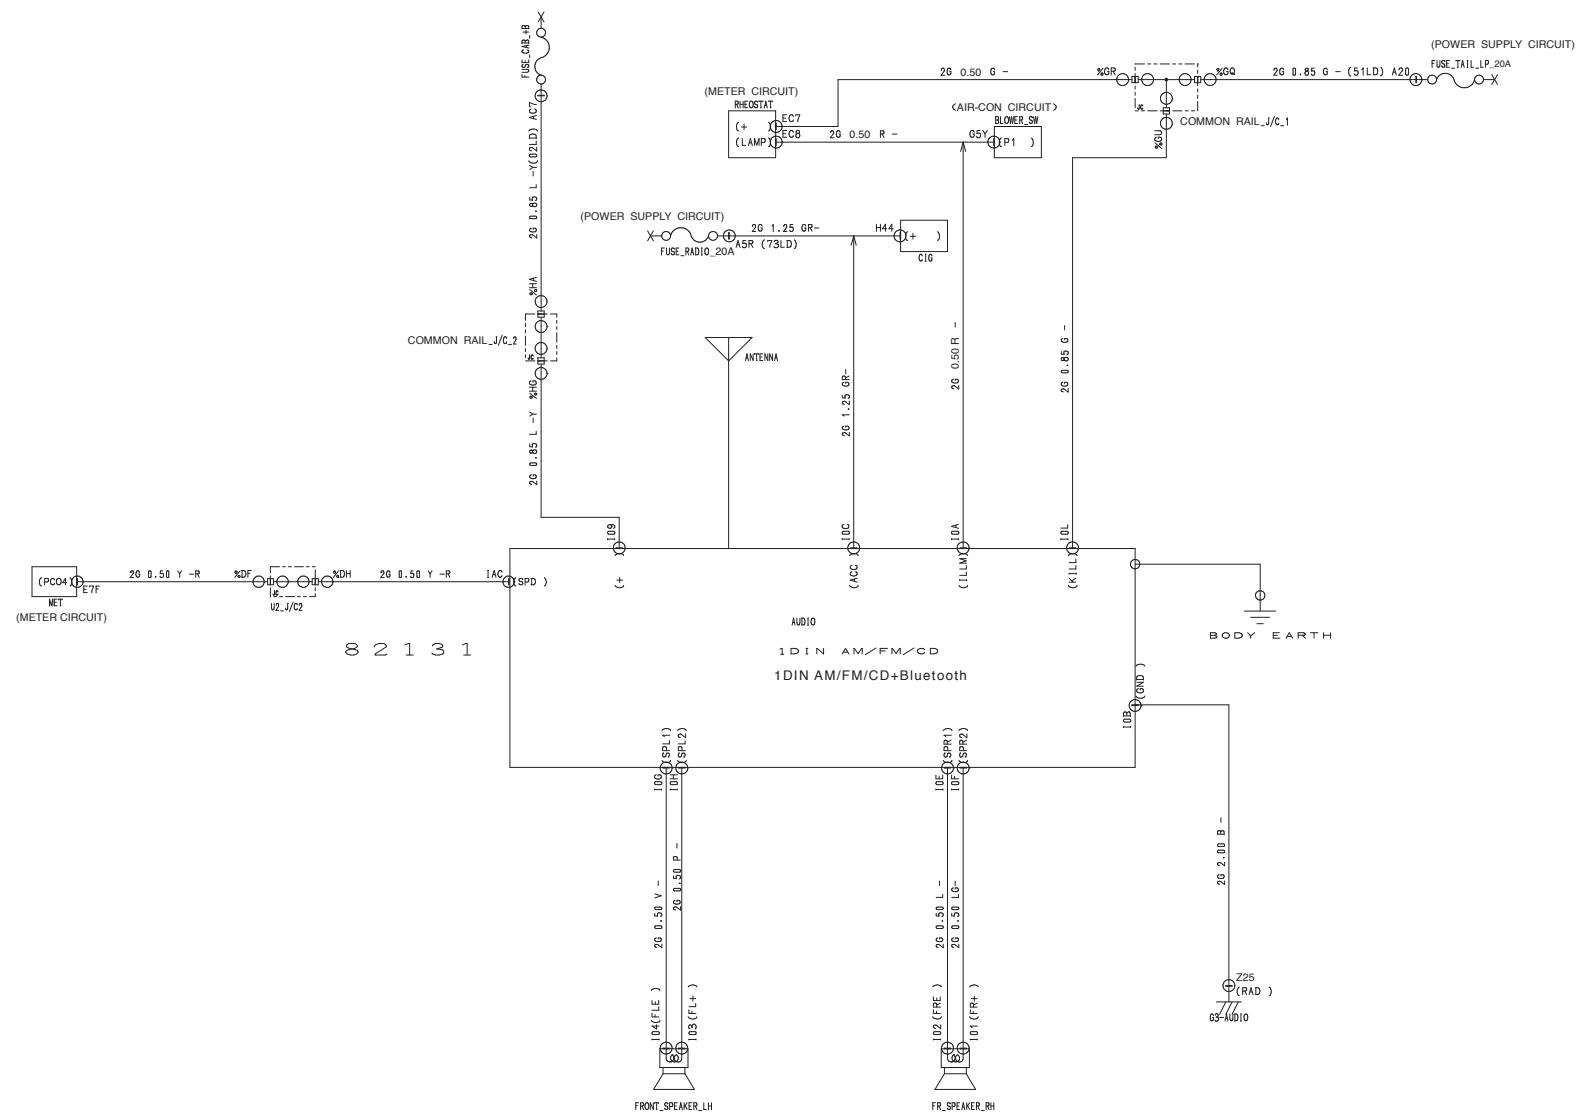 FUSE_CAB_+B
2G 0.85 L -Y(02LD) AC7
%HA
COMMON RAIL_J/C_2
JC
%HG
2G 0.85 L -Y
(POWER SUPPLY CIRCUIT)
FUSE_TAIL_LP_20A
2G 0.50 G -
%GR
%GQ
2G 0.85 G - (51LD) A20
JC
COMMON RAIL_J/C_1
%GU
(METER CIRCUIT)
RHEOSTAT
(+ )
EC7
(LAMP)
EC8
2G 0.50 R -
(AIR-CON CIRCUIT)
BLOWER_SW
G5Y
(P1 )
(POWER SUPPLY CIRCUIT)
FUSE_RADIO_20A
A5R (73LD)
2G 1.25 GR-
H44
(+ )
CIG
ANTENNA
2G 1.25 GR-
2G 0.50 R -
2G 0.85 G -
I09
I0C
I0A
I0L
(+
(ACC )
(ILLM)
(KILL)
(PC04)
E7F
MET
(METER CIRCUIT)
2G 0.50 Y -R
%DF
JC
U2_J/C2
%DH
2G 0.50 Y -R
IAC
(SPD )
82131
AUDIO
1DIN AM/FM/CD
1DIN AM/FM/CD+Bluetooth
BODY EARTH
(GND )
I0B
2G 2.00 B -
Z25
(RAD )
G3-AUDIO
(SPL1)
(SPL2)
I0G
I0H
2G 0.50 V -
2G 0.50 P -
I04(FLE )
I03(FL+ )
FRONT_SPEAKER_LH
(SPR1)
(SPR2)
I0E
I0F
2G 0.50 L -
2G 0.50 LG-
I02(FRE )
I01(FR+ )
FR_SPEAKER_RH